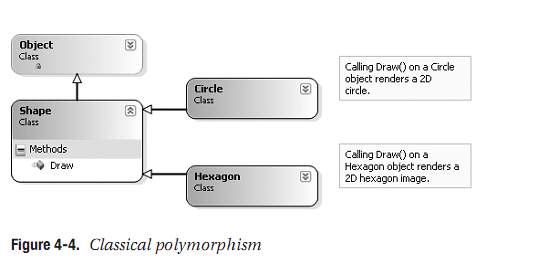 Object
Class
Shape
Class
Methods
Draw
Circle
Class
Hexagon
Class
Calling Draw() on a Circle
object renders a 2D
circle.
Calling Draw() on a
Hexagon object renders a
2D hexagon image.
Figure 4-4. Classical polymorphism